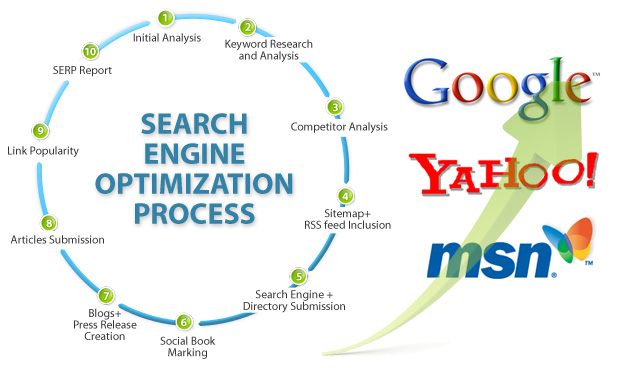 1
Initial Analysis
2
Keyword Research
and Analysis
3
Competitor Analysis
4
Sitemap+
RSS feed Inclusion
5
Search Engine +
Directory Submission
6
Social Book
Marking
7
Blogs+
Press Release
Creation
8
Articles Submission
9
Link Popularity
10
SERP Report
SEARCH
ENGINE
OPTIMIZATION
PROCESS
Google™
YAHOO!
msn®™